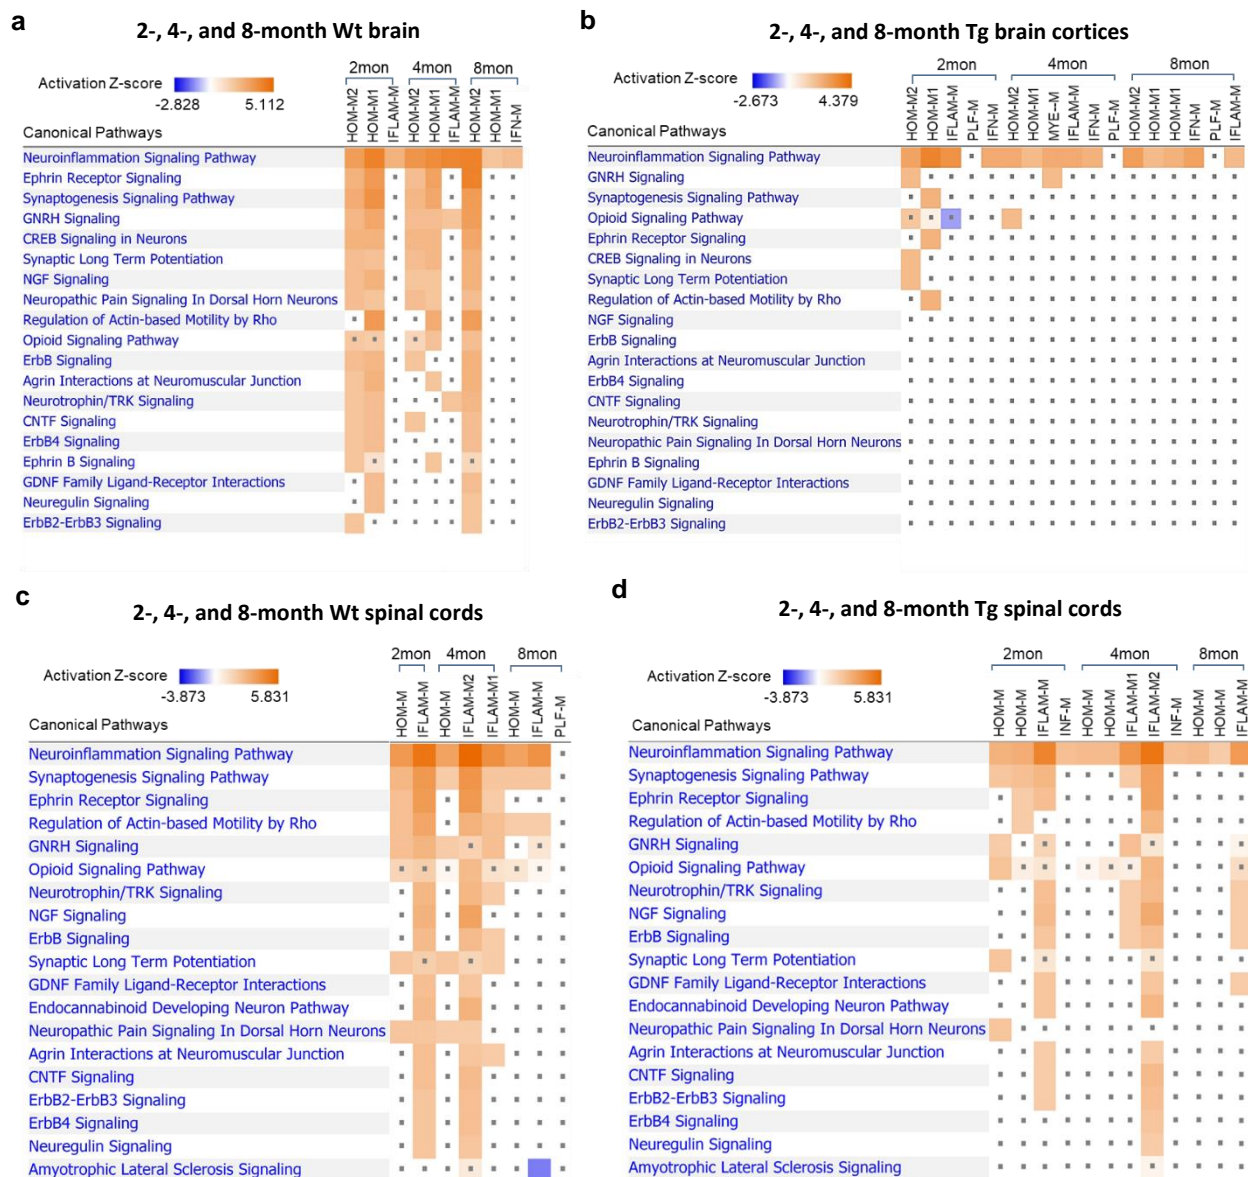 a
2-, 4-, and 8-month Wt brain
Activation Z-score
-2.828 5.112
2mon 4mon 8mon
HOM-M2 HOM-M1 IFLAM-M HOM-M2 HOM-M1 IFLAM-M HOM-M2 HOM-M1 IFN-M
Canonical Pathways
Neuroinflammation Signaling Pathway
Ephrin Receptor Signaling
Synaptogenesis Signaling Pathway
GNRH Signaling
CREB Signaling in Neurons
Synaptic Long Term Potentiation
NGF Signaling
Neuropathic Pain Signaling In Dorsal Horn Neurons
Regulation of Actin-based Motility by Rho
Opioid Signaling Pathway
ErbB Signaling
Agrin Interactions at Neuromuscular Junction
Neurotrophin/TRK Signaling
CNTF Signaling
ErbB4 Signaling
Ephrin B Signaling
GDNF Family Ligand-Receptor Interactions
Neuregulin Signaling
ErbB2-ErbB3 Signaling
b
2-, 4-, and 8-month Tg brain cortices
Activation Z-score
-2.673 4.379
2mon 4mon 8mon
HOM-M2 HOM-M1 IFLAM-M PLF-M IFN-M HOM-M2 HOM-M1 MYE--M IFLAM-M IFN-M PLF-M HOM-M1 HOM-M1 HOM-M1 IFN-M PLF-M IFLAM-M
Canonical Pathways
Neuroinflammation Signaling Pathway
GNRH Signaling
Synaptogenesis Signaling Pathway
Opioid Signaling Pathway
Ephrin Receptor Signaling
CREB Signaling in Neurons
Synaptic Long Term Potentiation
Regulation of Actin-based Motility by Rho
NGF Signaling
ErbB Signaling
Agrin Interactions at Neuromuscular Junction
ErbB4 Signaling
CNTF Signaling
Neurotrophin/TRK Signaling
Neuropathic Pain Signaling In Dorsal Horn Neurons
Ephrin B Signaling
GDNF Family Ligand-Receptor Interactions
Neuregulin Signaling
ErbB2-ErbB3 Signaling
c
2-, 4-, and 8-month Wt spinal cords
Activation Z-score
-3.873 5.831
2mon 4mon 8mon
HOM-M IFLAM-M HOM-M IFLAM-M2 IFLAM-M1 HOM-M IFLAM-M PLF-M
Canonical Pathways
Neuroinflammation Signaling Pathway
Synaptogenesis Signaling Pathway
Ephrin Receptor Signaling
Regulation of Actin-based Motility by Rho
GNRH Signaling
Opioid Signaling Pathway
Neurotrophin/TRK Signaling
NGF Signaling
ErbB Signaling
Synaptic Long Term Potentiation
GDNF Family Ligand-Receptor Interactions
Endocannabinoid Developing Neuron Pathway
Neuropathic Pain Signaling In Dorsal Horn Neurons
Agrin Interactions at Neuromuscular Junction
CNTF Signaling
ErbB2-ErbB3 Signaling
ErbB4 Signaling
Neuregulin Signaling
Amyotrophic Lateral Sclerosis Signaling
d
2-, 4-, and 8-month Tg spinal cords
Activation Z-score
-3.873 5.831
2mon 4mon 8mon
HOM-M HOM-M IFLAM-M INF-M HOM-M HOM-M IFLAM-M1 IFLAM-M2 INF-M HOM-M HOM-M IFLAM-M
Canonical Pathways
Neuroinflammation Signaling Pathway
Synaptogenesis Signaling Pathway
Ephrin Receptor Signaling
Regulation of Actin-based Motility by Rho
GNRH Signaling
Opioid Signaling Pathway
Neurotrophin/TRK Signaling
NGF Signaling
ErbB Signaling
Synaptic Long Term Potentiation
GDNF Family Ligand-Receptor Interactions
Endocannabinoid Developing Neuron Pathway
Neuropathic Pain Signaling In Dorsal Horn Neurons
Agrin Interactions at Neuromuscular Junction
CNTF Signaling
ErbB2-ErbB3 Signaling
ErbB4 Signaling
Neuregulin Signaling
Amyotrophic Lateral Sclerosis Signaling